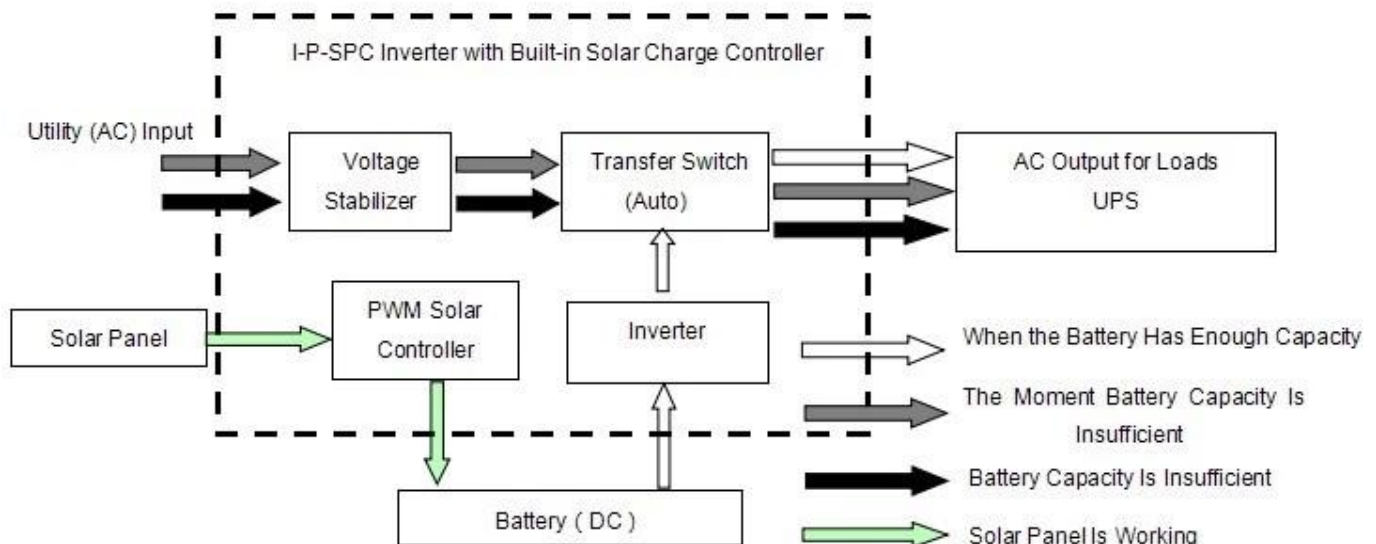 I-P-SPC Inverter with Built-in Solar Charge Controller
Utility (AC) Input
Voltage
Stabilizer
Transfer Switch
(Auto)
AC Output for Loads
UPS
Solar Panel
PWM Solar
Controller
Inverter
When the Battery Has Enough Capacity
The Moment Battery Capacity Is
Insufficient
Battery Capacity Is Insufficient
Battery ( DC )
Solar Panel Is Working